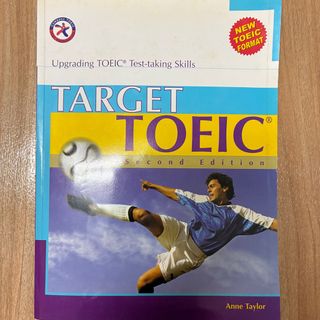 NEW
TOEIC
FORMAT
Upgrading TOEIC® Test-taking Skills
TARGET
TOEIC®
Second Edition
Anne Taylor